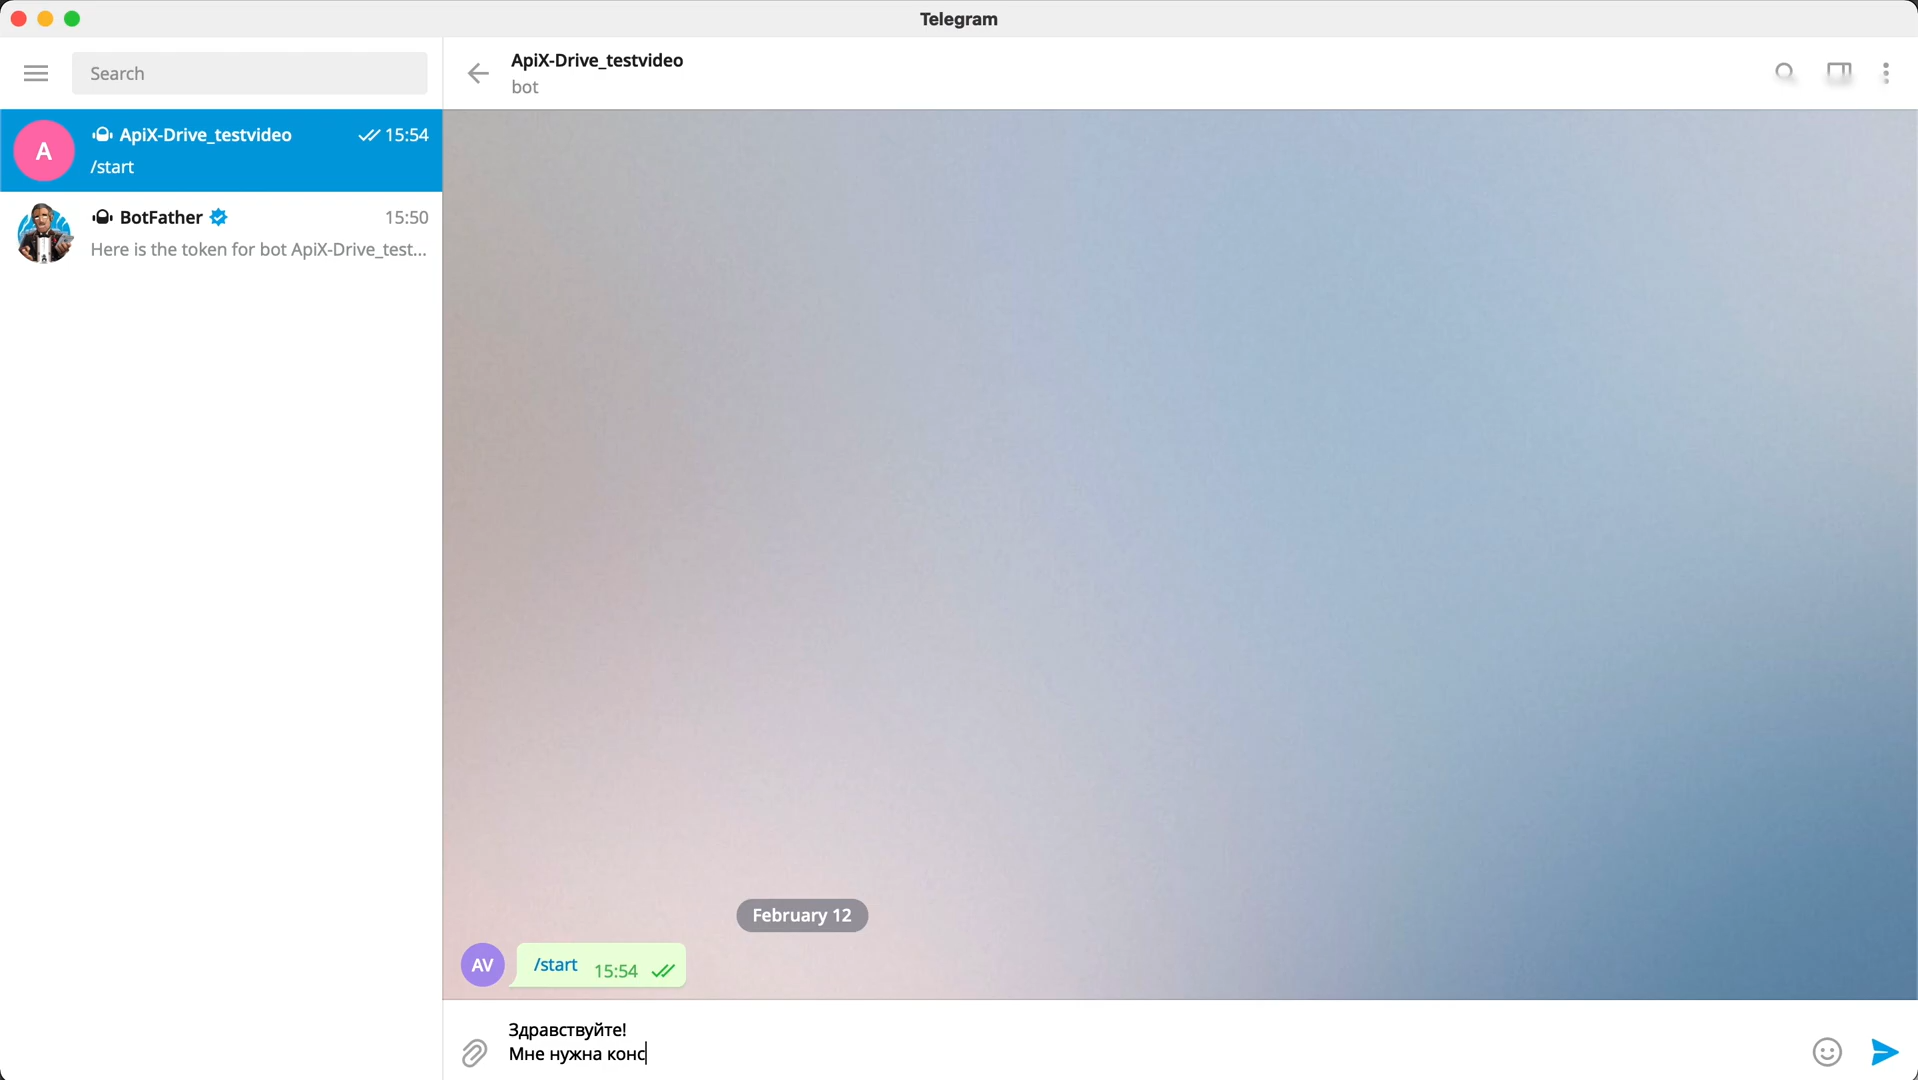 Telegram
Search
ApiX-Drive_testvideo
bot
A
ApiX-Drive_testvideo 15:54
/start
BotFather 15:50
Here is the token for bot ApiX-Drive_test...
February 12
AV
/start 15:54
Здравствуйте!
Мне нужна конс